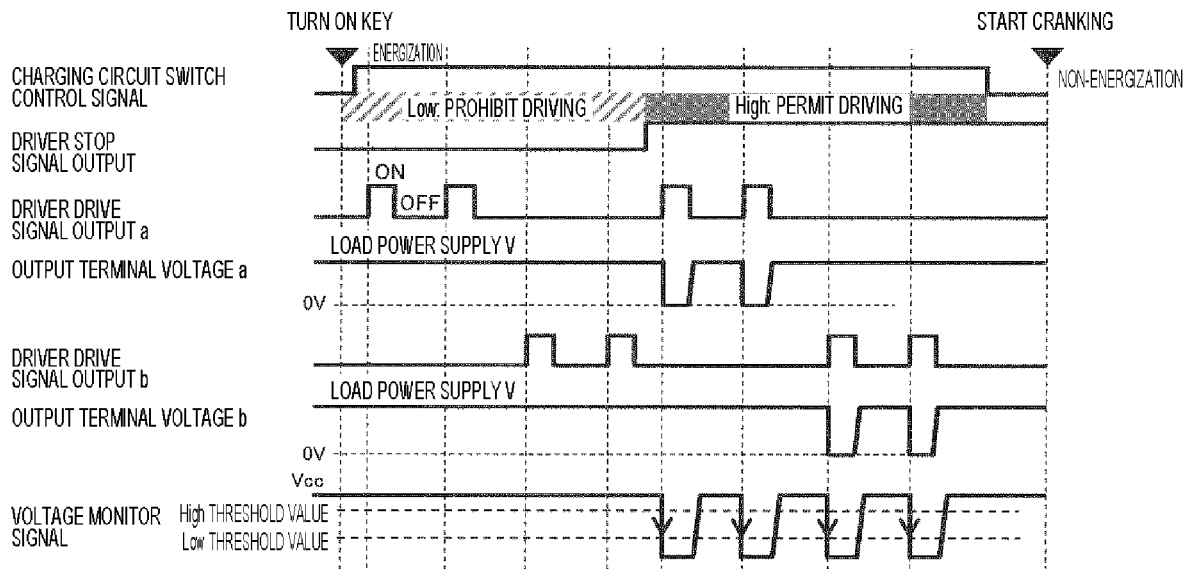 TURN ON KEY
START CRANKING
ENERGIZATION
CHARGING CIRCUIT SWITCH
CONTROL SIGNAL
NON-ENERGIZATION
Low: PROHIBIT DRIVING
High: PERMIT DRIVING
DRIVER STOP
SIGNAL OUTPUT
ON
OFF
DRIVER DRIVE
SIGNAL OUTPUT a
LOAD POWER SUPPLY V
OUTPUT TERMINAL VOLTAGE a
0V
DRIVER DRIVE
SIGNAL OUTPUT b
LOAD POWER SUPPLY V
OUTPUT TERMINAL VOLTAGE b
0V
Vcc
VOLTAGE MONITOR
SIGNAL
High THRESHOLD VALUE
Low THRESHOLD VALUE